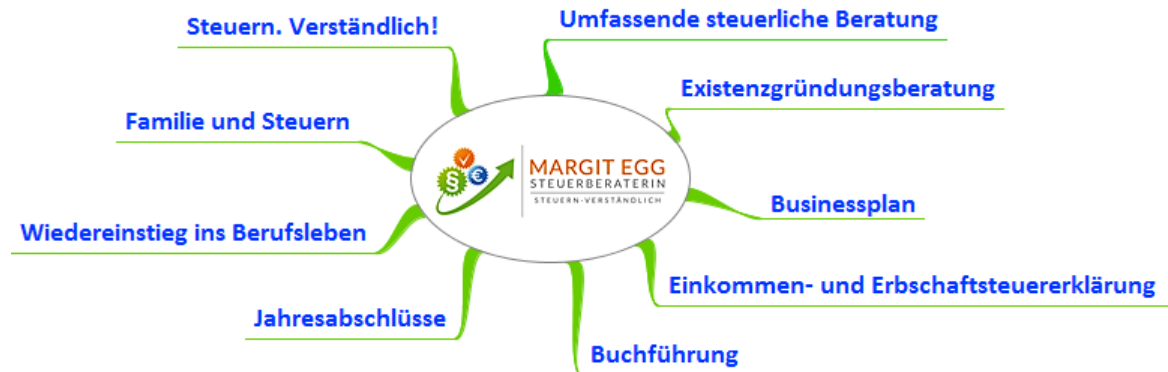 Steuern. Verständlich!
Umfassende steuerliche Beratung
Existenzgründungsberatung
Familie und Steuern
§
€
MARGIT EGG
STEUERBERATERIN
STEUERN-VERSTÄNDLICH
Businessplan
Wiedereinstieg ins Berufsleben
Einkommen- und Erbschaftsteuererklärung
Jahresabschlüsse
Buchführung